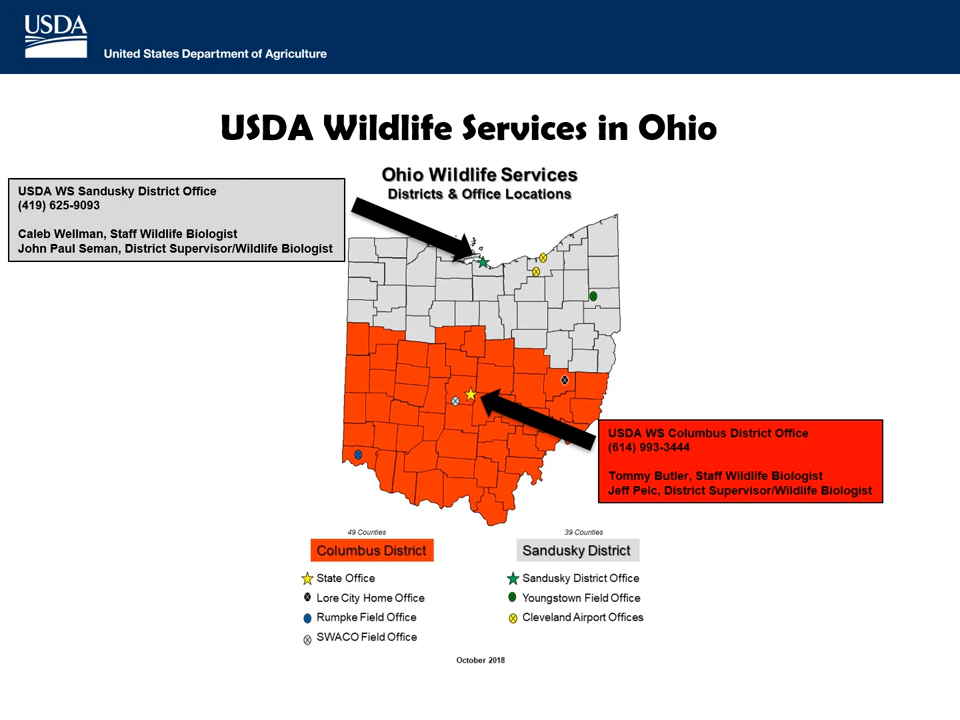 USDA
United States Department of Agriculture
USDA Wildlife Services in Ohio
Ohio Wildlife Services
Districts & Office Locations
USDA WS Sandusky District Office
(419) 625-9093
Caleb Wellman, Staff Wildlife Biologist
John Paul Seman, District Supervisor/Wildlife Biologist
USDA WS Columbus District Office
(614) 993-3444
Tommy Butler, Staff Wildlife Biologist
Jeff Pelc, District Supervisor/Wildlife Biologist
49 Counties
Columbus District
State Office
Lore City Home Office
Rumpke Field Office
SWACO Field Office
39 Counties
Sandusky District
Sandusky District Office
Youngstown Field Office
Cleveland Airport Offices
October 2018